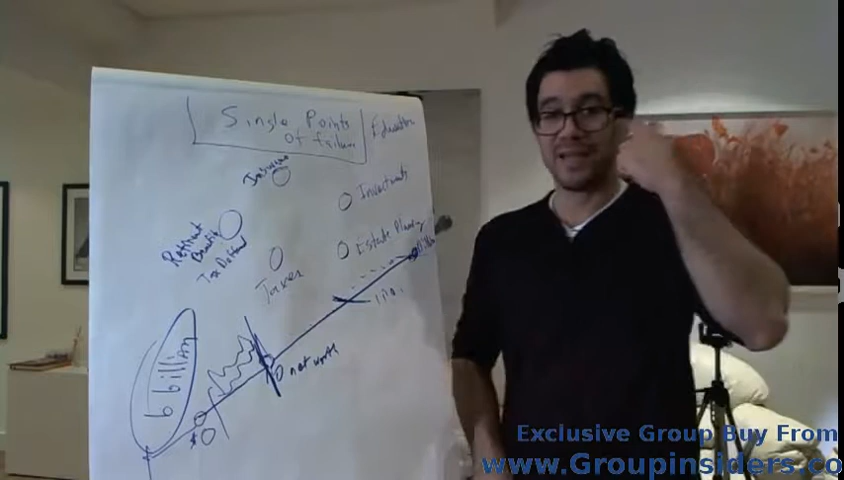 Single Points
of failure
Education
Insurance
Investments
Retirement
Benefit
Tax Deferred
Estate Planning
Taxes
6 billion
0 net worth
Exclusive Group Buy From
www.Groupinsiders.co